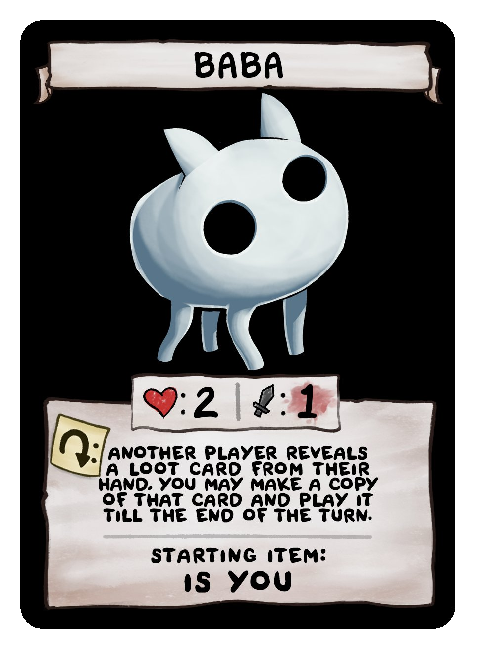 BABA
: 2 | : 1
: ANOTHER PLAYER REVEALS
A LOOT CARD FROM THEIR
HAND. YOU MAY MAKE A COPY
OF THAT CARD AND PLAY IT
TILL THE END OF THE TURN.
STARTING ITEM:
IS YOU